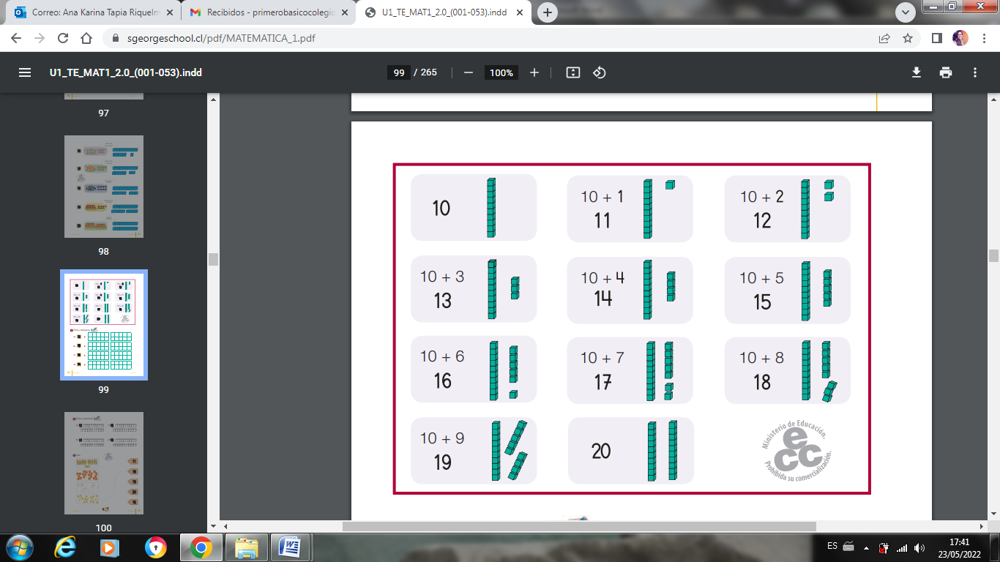 Correo: Ana Karina Tapia Riquelm
Recibidos - primerobasicocolegio
U1_TE_MAT1_2.0_(001-053).indd
sgeorgeschool.cl/pdf/MATEMATICA_1.pdf
U1_TE_MAT1_2.0_(001-053).indd
99 / 265
100%
97
98
99
100
10
10 + 1
11
10 + 2
12
10 + 3
13
10 + 4
14
10 + 5
15
10 + 6
16
10 + 7
17
10 + 8
18
10 + 9
19
20
Ministerio de Educación.
ecc
Prohibida su comercialización.
ES
17:41
23/05/2022